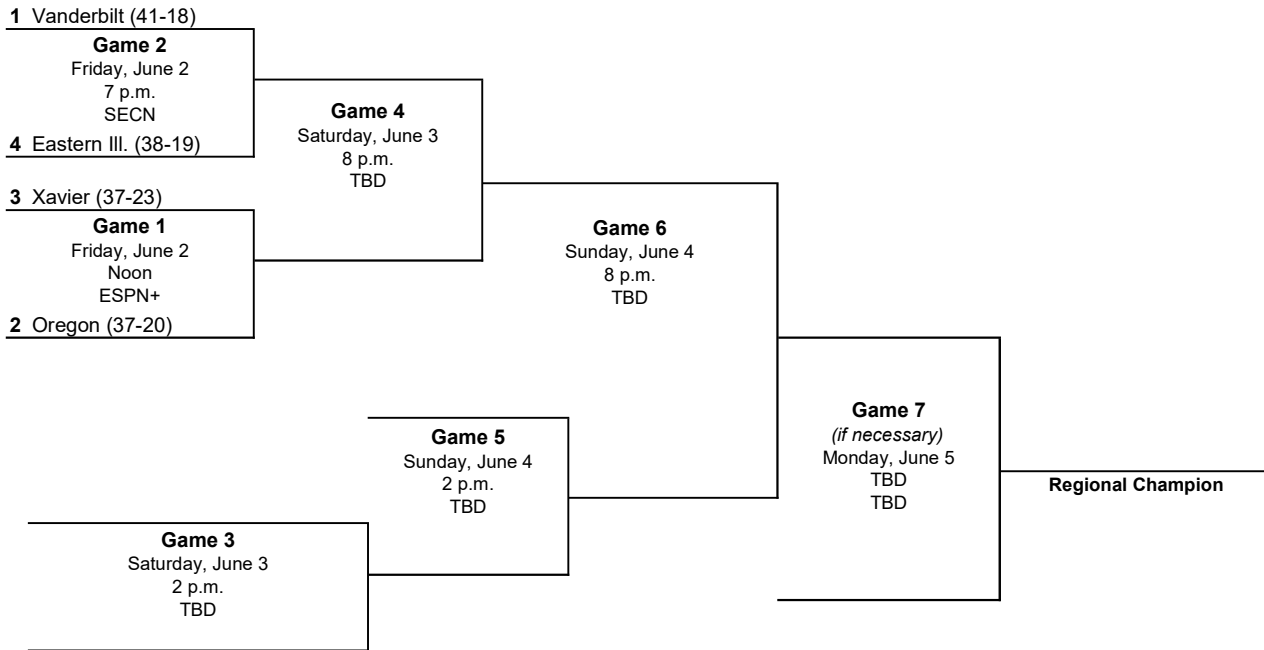 1 Vanderbilt (41-18)
Game 2
Friday, June 2
7 p.m.
SECN
4 Eastern Ill. (38-19)
3 Xavier (37-23)
Game 1
Friday, June 2
Noon
ESPN+
2 Oregon (37-20)
Game 4
Saturday, June 3
8 p.m.
TBD
Game 6
Sunday, June 4
8 p.m.
TBD
Game 5
Sunday, June 4
2 p.m.
TBD
Game 3
Saturday, June 3
2 p.m.
TBD
Game 7
(if necessary)
Monday, June 5
TBD
TBD
Regional Champion